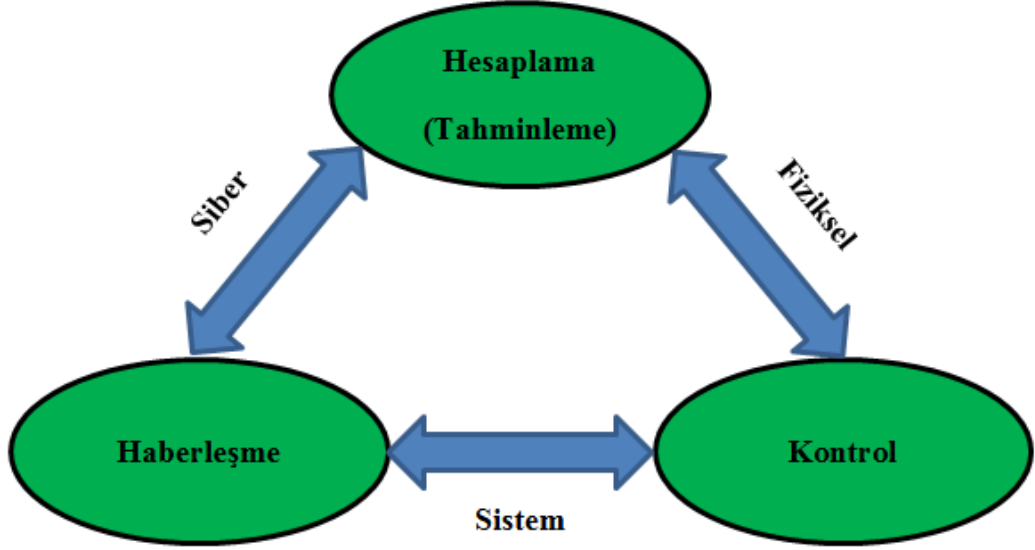 Hesaplama
(Tahminleme)
Siber
Fiziksel
Haberleşme
Kontrol
Sistem